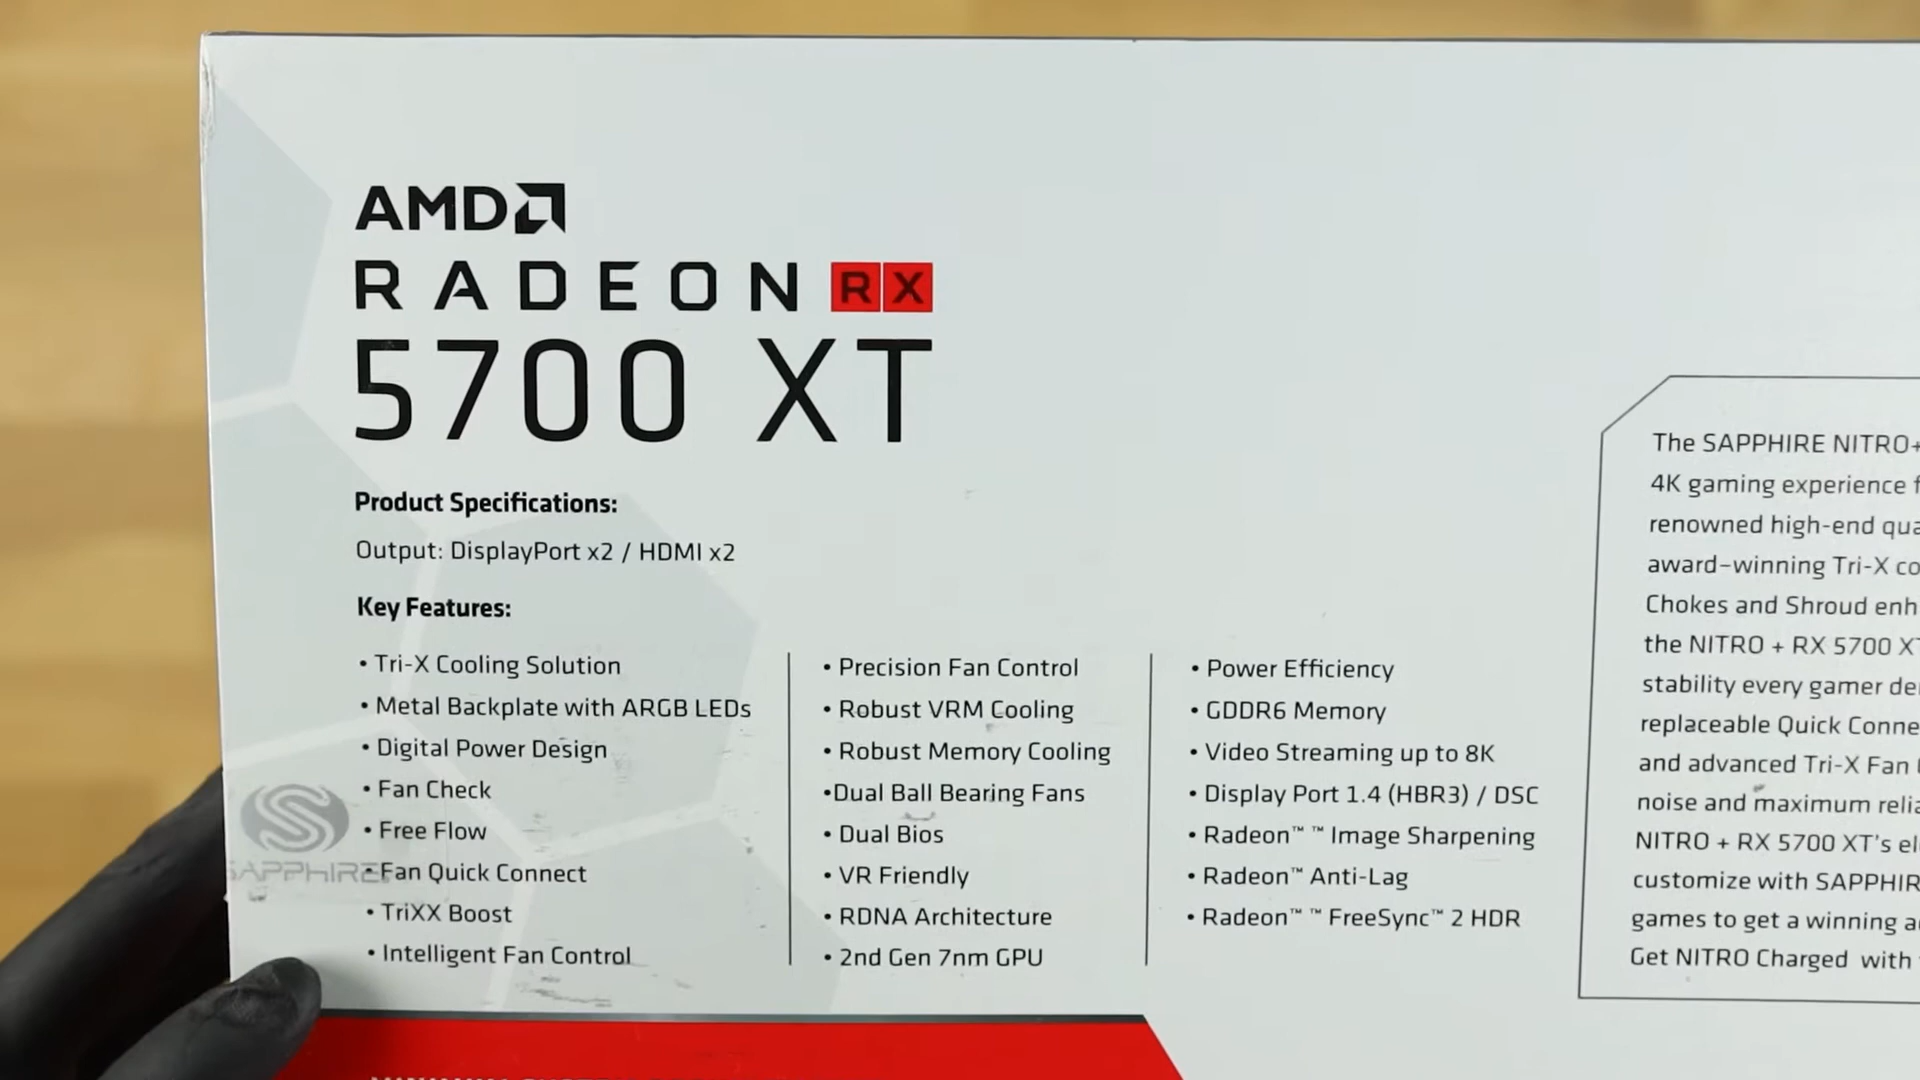 AMD
RADEON RX
5700 XT
Product Specifications:
Output: DisplayPort x2 / HDMI x2
Key Features:
• Tri-X Cooling Solution
• Metal Backplate with ARGB LEDs
• Digital Power Design
• Fan Check
• Free Flow
• Fan Quick Connect
• TriXX Boost
• Intelligent Fan Control
SAPPHIRE
• Precision Fan Control
• Robust VRM Cooling
• Robust Memory Cooling
•Dual Ball Bearing Fans
• Dual Bios
• VR Friendly
• RDNA Architecture
• 2nd Gen 7nm GPU
• Power Efficiency
• GDDR6 Memory
• Video Streaming up to 8K
• Display Port 1.4 (HBR3) / DSC
• Radeon™ ™ Image Sharpening
• Radeon™ Anti-Lag
• Radeon™ ™ FreeSync™ 2 HDR
The SAPPHIRE NITRO+
4K gaming experience
renowned high-end
award-winning Tri-X
Chokes and Shroud
the NITRO + RX 5700
stability every gamer
replaceable Quick
and advanced Tri-X Fan
noise and maximum
NITRO + RX 5700 XT's
customize with
games to get a winning
Get NITRO Charged with